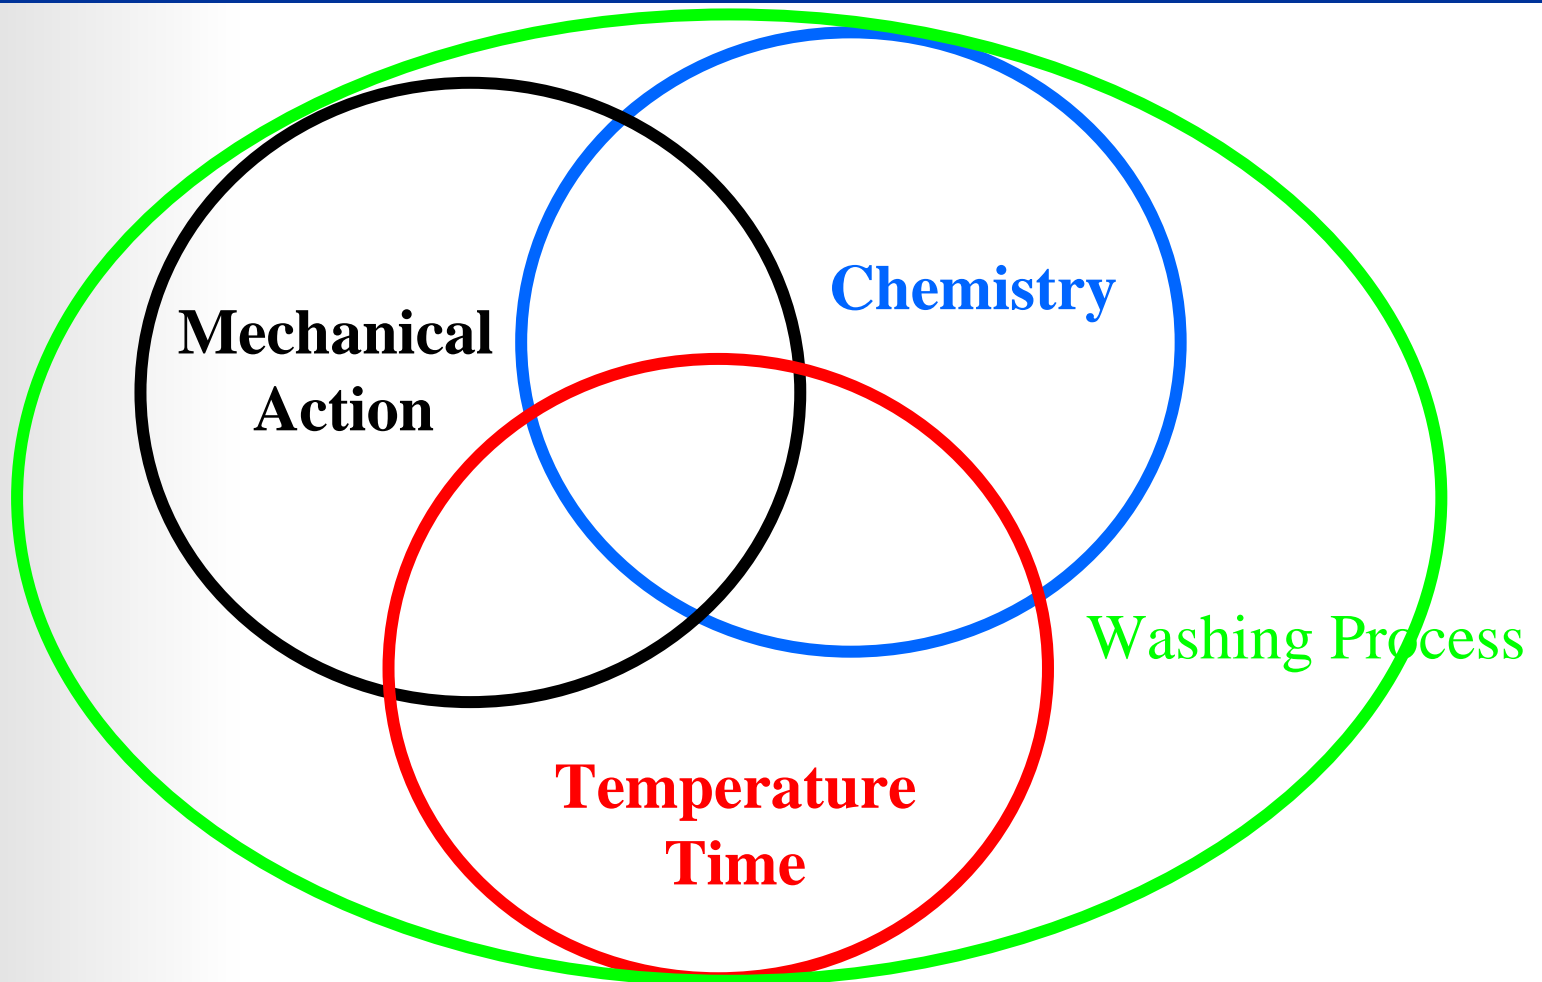 Mechanical
Action
Chemistry
Washing Process
Temperature
Time